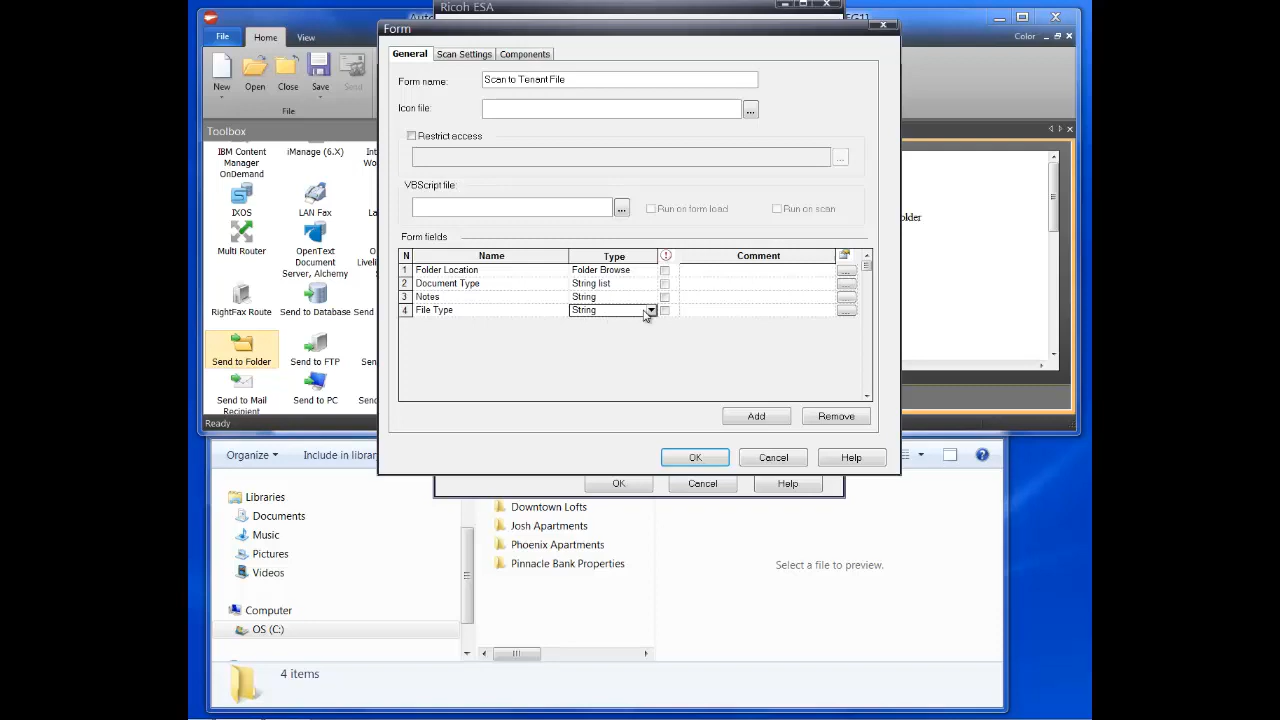 Ricoh ESA
Form
File
Home
View
Color
New
Open
Close
Save
Send
File
Toolbox
IBM Content
Manager
OnDemand
iManage (6.X)
IXOS
LAN Fax
Multi Router
OpenText
Document
Server, Alchemy
RightFax Route
Send to Database
Send to Folder
Send to FTP
Send to Mail
Recipient
Send to PC
Ready
General
Scan Settings
Components
Form name:
Scan to Tenant File
Icon file:
...
Restrict access
...
VBScript file:
...
Run on form load
Run on scan
Form fields
N Name Type Comment
1 Folder Location Folder Browse ...
2 Document Type String list ...
3 Notes String ...
4 File Type String ...
Add
Remove
OK
Cancel
Help
OK
Cancel
Help
Organize
Include in librar
Libraries
Documents
Music
Pictures
Videos
Computer
OS (C:)
Downtown Lofts
Josh Apartments
Phoenix Apartments
Pinnacle Bank Properties
Select a file to preview.
4 items